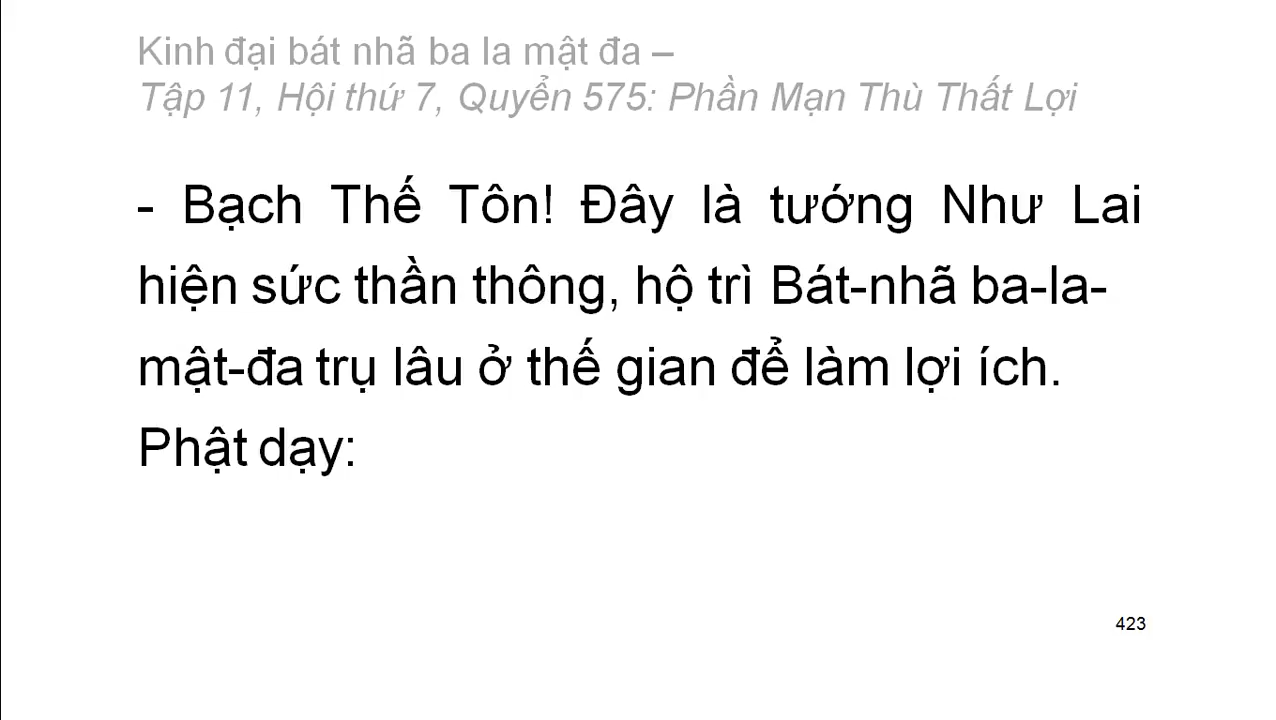 Kinh đại bát nhã ba la mật đa –
Tập 11, Hội thứ 7, Quyển 575: Phần Mạn Thù Thất Lợi
- Bạch Thế Tôn! Đây là tướng Như Lai
hiện sức thần thông, hộ trì Bát-nhã ba-la-
mật-đa trụ lâu ở thế gian để làm lợi ích.
Phật dạy:
423